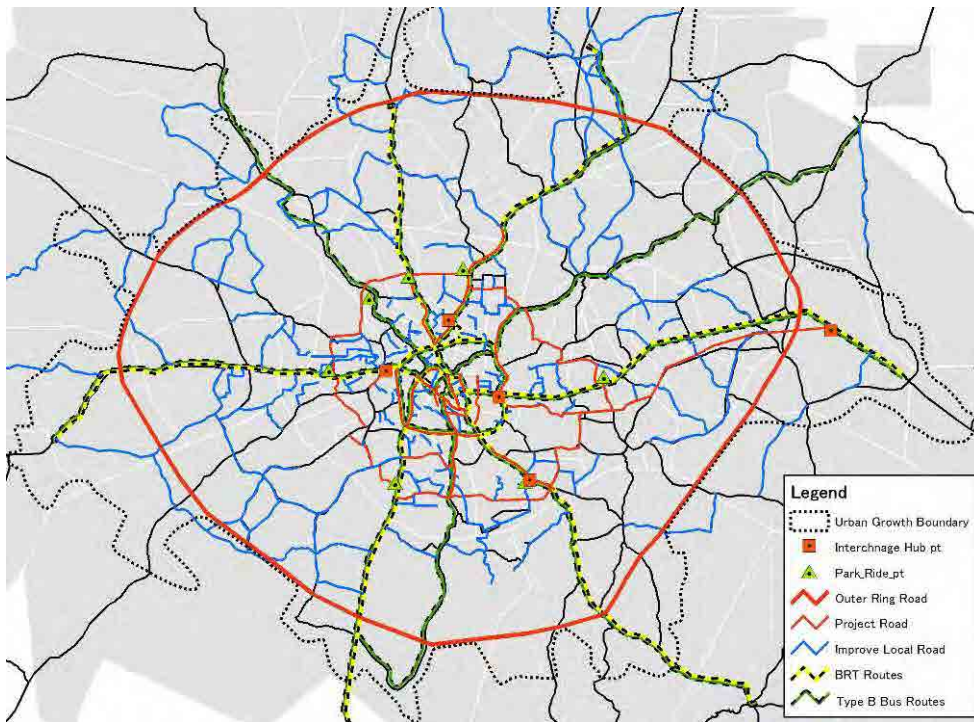 Legend
Urban Growth Boundary
Interchnage Hub pt
Park_Ride_pt
Outer Ring Road
Project Road
Improve Local Road
BRT Routes
Type B Bus Routes